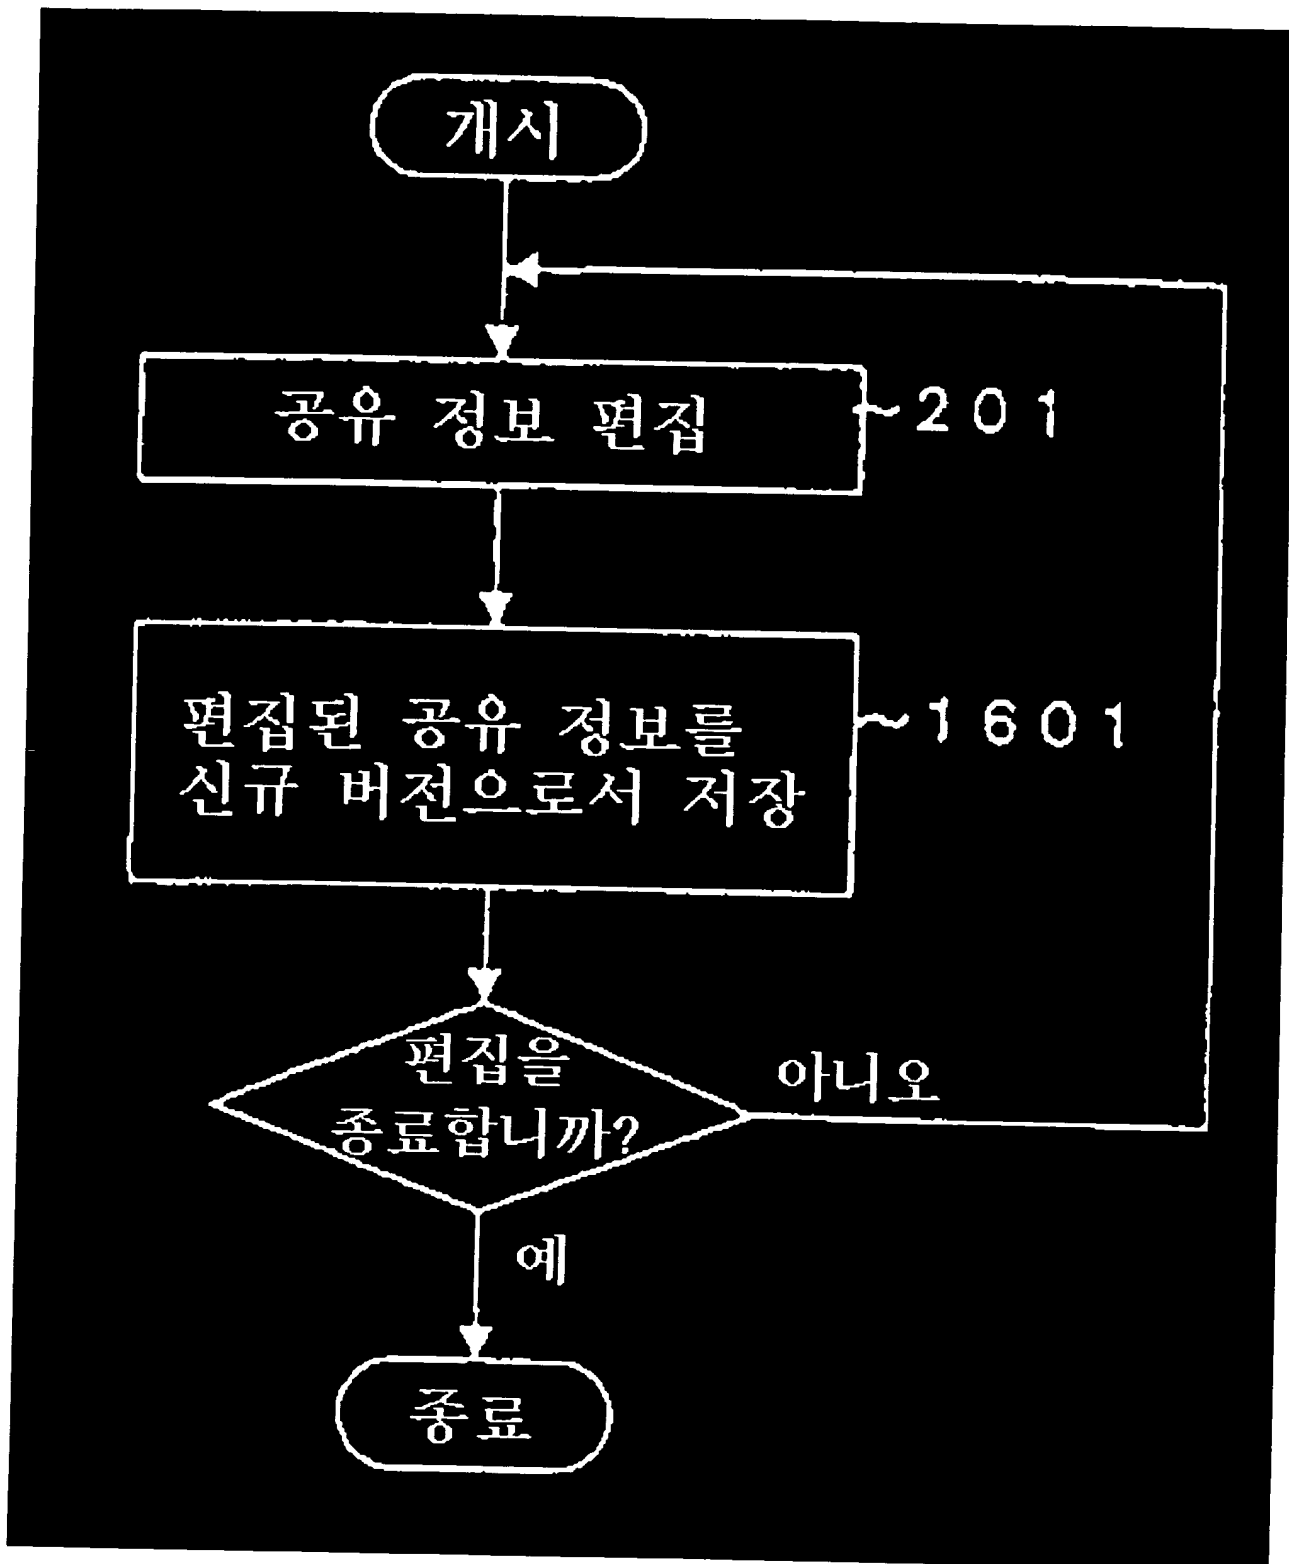 개시
공유 정보 편집
201
편집된 공유 정보를
신규 버전으로서 저장
1601
편집을
종료합니까?
아니오
예
종료